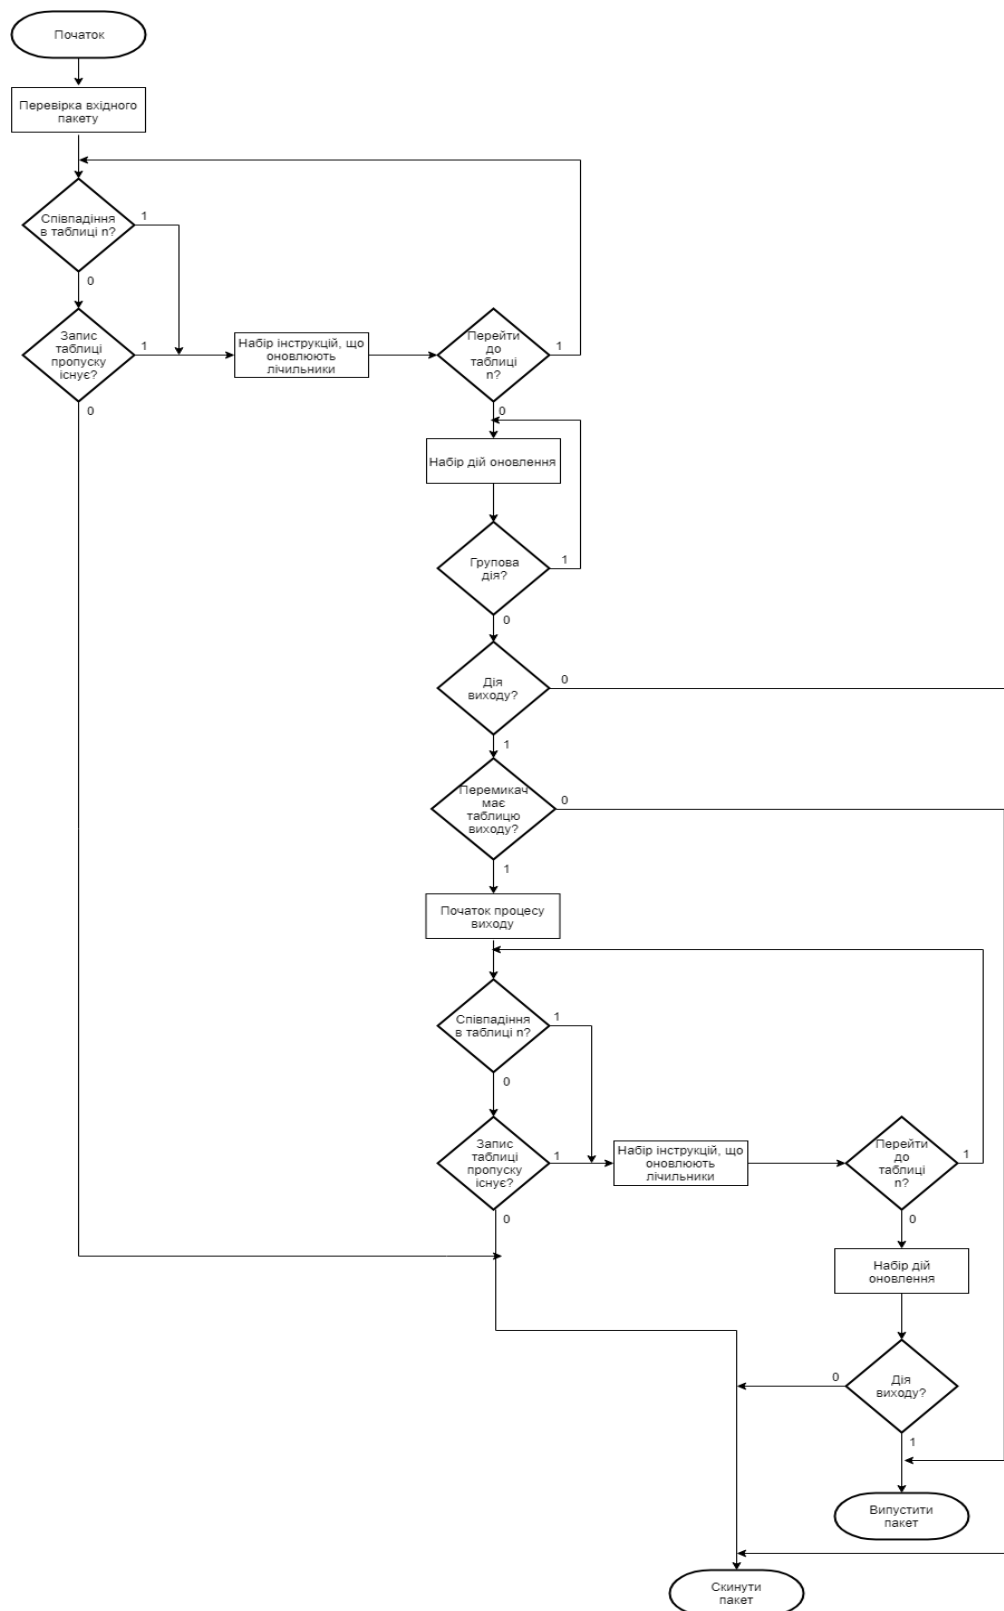 Початок
Перевірка вхідного
пакету
Співпадіння
в таблиці n?
1
0
Запис
таблиці
пропуску
існує?
1
0
Набір інструкцій, що
оновлюють
лічильники
Перейти
до
таблиці
n?
1
0
Набір дій оновлення
Групова
дія?
1
0
Дія
виходу?
0
1
Перемикач
має
таблицю
виходу?
0
1
Початок процесу
виходу
Співпадіння
в таблиці n?
1
0
Запис
таблиці
пропуску
існує?
1
0
Набір інструкцій, що
оновлюють
лічильники
Перейти
до
таблиці
n?
1
0
Набір дій
оновлення
Дія
виходу?
0
1
Випустити
пакет
Скинути
пакет